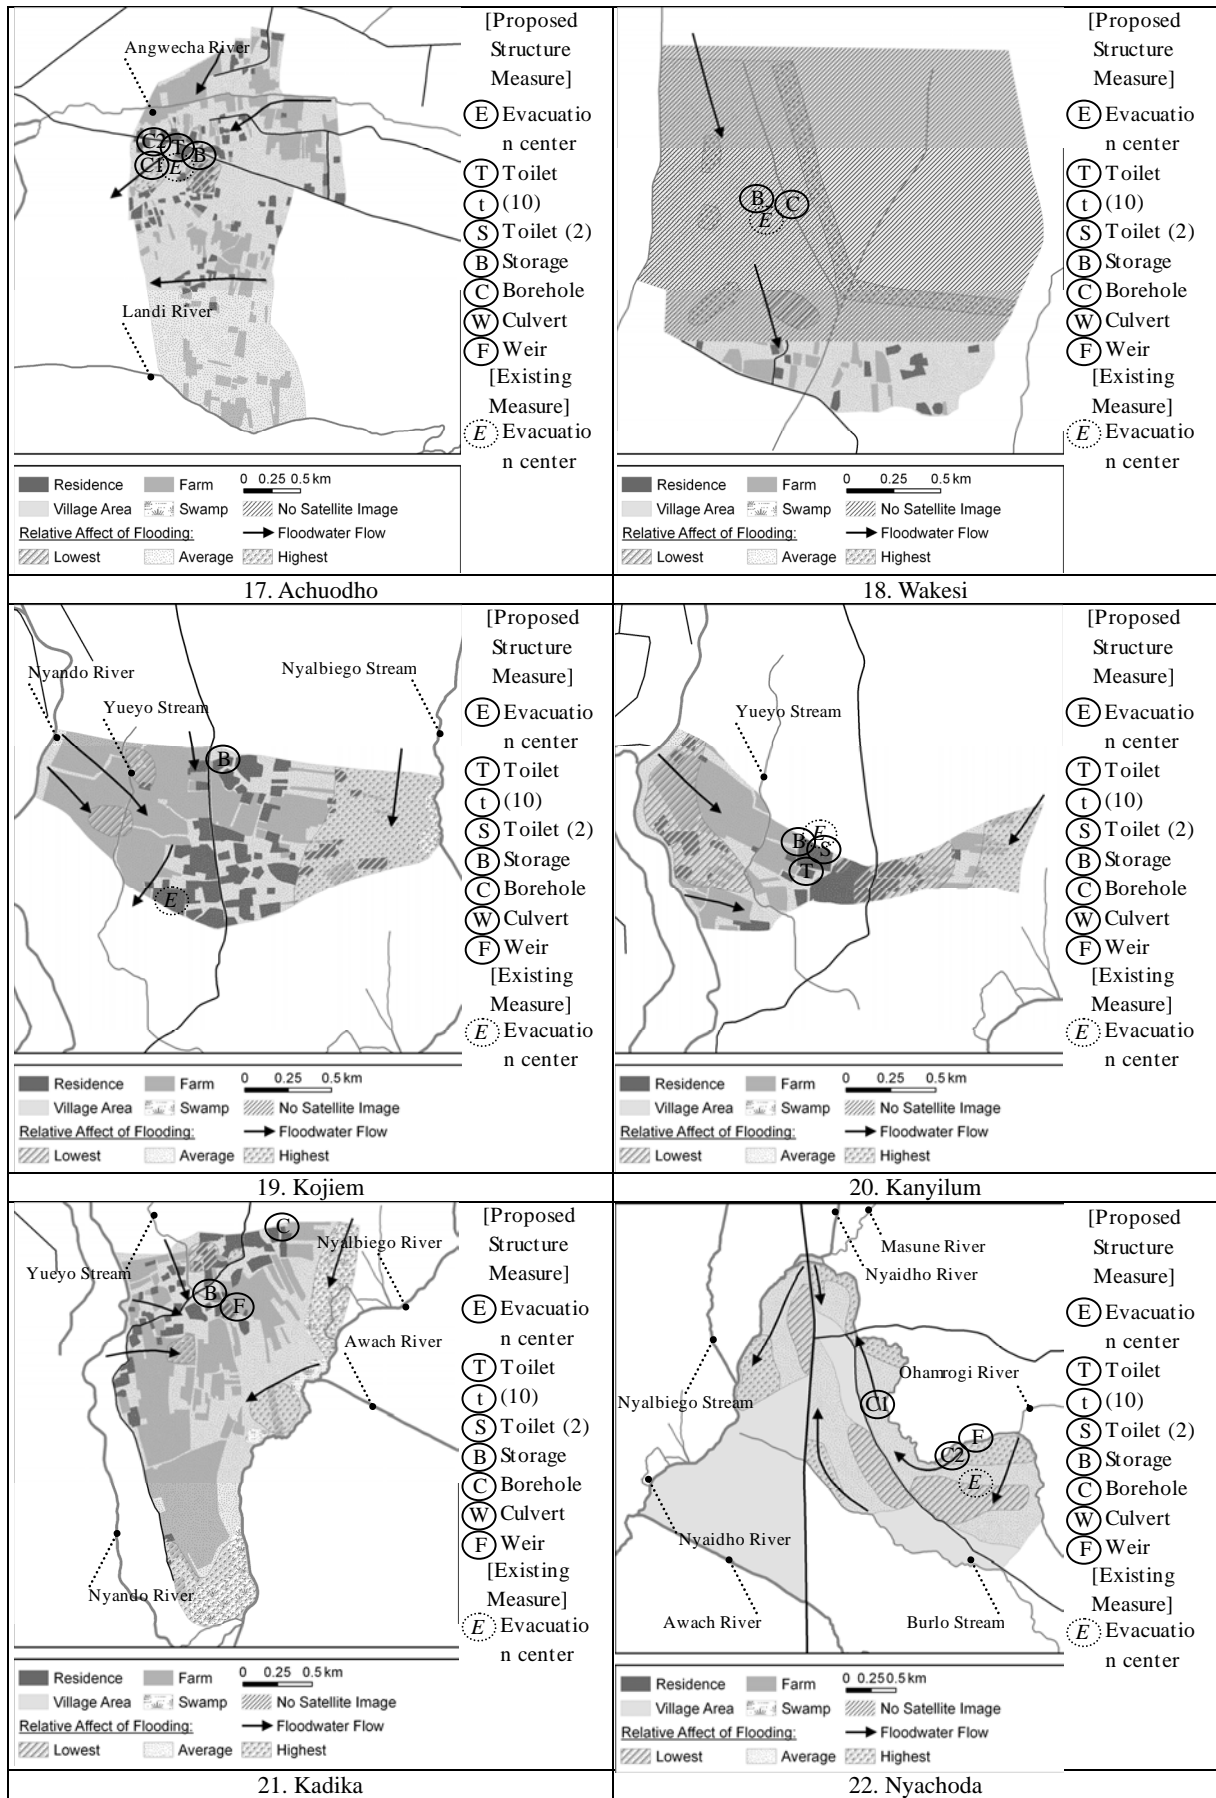 Angwecha River
C2
T
B
C1
E
Landi River
[Proposed
Structure
Measure]
E Evacuatio
n center
T Toilet
t (10)
S Toilet (2)
B Storage
C Borehole
W Culvert
F Weir
[Existing
Measure]
E Evacuatio
n center
Residence Farm 0 0.25 0.5 km
Village Area Swamp No Satellite Image
Relative Affect of Flooding: Floodwater Flow
Lowest Average Highest
17. Achuodho
B
C
E
[Proposed
Structure
Measure]
E Evacuatio
n center
T Toilet
t (10)
S Toilet (2)
B Storage
C Borehole
W Culvert
F Weir
[Existing
Measure]
E Evacuatio
n center
Residence Farm 0 0.25 0.5 km
Village Area Swamp No Satellite Image
Relative Affect of Flooding: Floodwater Flow
Lowest Average Highest
18. Wakesi
Nyando River
Nyalbiego Stream
Yueyo Stream
B
E
[Proposed
Structure
Measure]
E Evacuatio
n center
T Toilet
t (10)
S Toilet (2)
B Storage
C Borehole
W Culvert
F Weir
[Existing
Measure]
E Evacuatio
n center
Residence Farm 0 0.25 0.5 km
Village Area Swamp No Satellite Image
Relative Affect of Flooding: Floodwater Flow
Lowest Average Highest
19. Kojiem
Yueyo Stream
E
B
S
T
[Proposed
Structure
Measure]
E Evacuatio
n center
T Toilet
t (10)
S Toilet (2)
B Storage
C Borehole
W Culvert
F Weir
[Existing
Measure]
E Evacuatio
n center
Residence Farm 0 0.25 0.5 km
Village Area Swamp No Satellite Image
Relative Affect of Flooding: Floodwater Flow
Lowest Average Highest
20. Kanyilum
C
Nyalbiego River
Yueyo Stream
B
F
Awach River
Nyando River
[Proposed
Structure
Measure]
E Evacuatio
n center
T Toilet
t (10)
S Toilet (2)
B Storage
C Borehole
W Culvert
F Weir
[Existing
Measure]
E Evacuatio
n center
Residence Farm 0 0.25 0.5 km
Village Area Swamp No Satellite Image
Relative Affect of Flooding: Floodwater Flow
Lowest Average Highest
21. Kadika
Masune River
Nyaidho River
Ohamrogi River
Nyalbiego Stream
C1
F
C2
E
Nyaidho River
Awach River
Burlo Stream
[Proposed
Structure
Measure]
E Evacuatio
n center
T Toilet
t (10)
S Toilet (2)
B Storage
C Borehole
W Culvert
F Weir
[Existing
Measure]
E Evacuatio
n center
Residence Farm 0 0.25 0.5 km
Village Area Swamp No Satellite Image
Relative Affect of Flooding: Floodwater Flow
Lowest Average Highest
22. Nyachoda